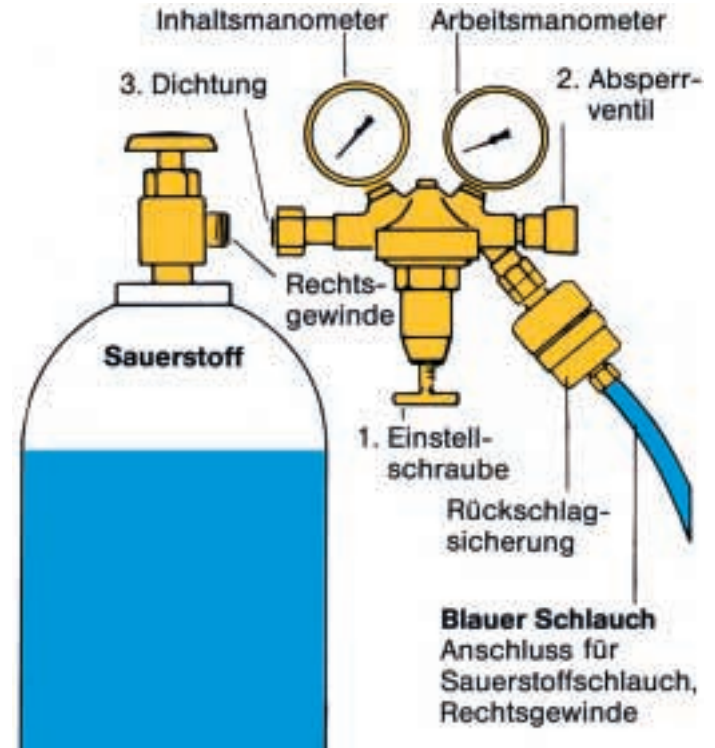 Inhaltsmanometer
Arbeitsmanometer
3. Dichtung
2. Absperr-
ventil
Rechts-
gewinde
Sauerstoff
1. Einstell-
schraube
Rückschlag-
sicherung
Blauer Schlauch
Anschluss für
Sauerstoffschlauch,
Rechtsgewinde